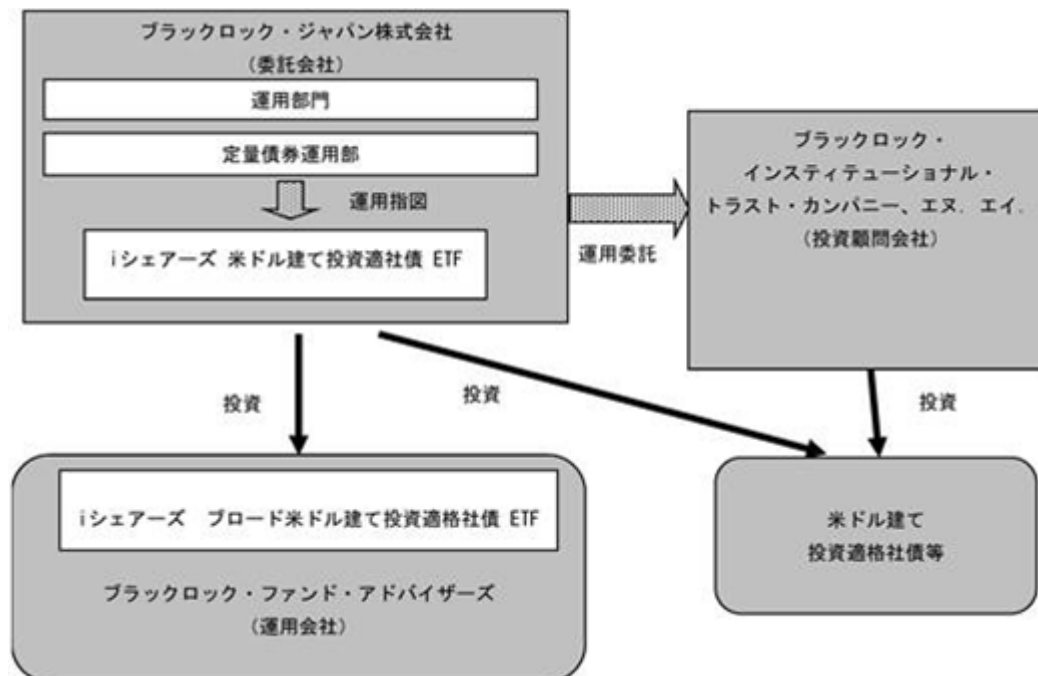 ブラックロック・ジャパン株式会社
（委託会社）
運用部門
定量債券運用部
運用指図
iシェアーズ 米ドル建て投資適社債 ETF
運用委託
ブラックロック・
インスティテューショナル・
トラスト・カンパニー、エヌ．エイ．
（投資顧問会社）
投資
投資
投資
iシェアーズ　ブロード米ドル建て投資適格社債 ETF
ブラックロック・ファンド・アドバイザーズ
（運用会社）
米ドル建て
投資適格社債等